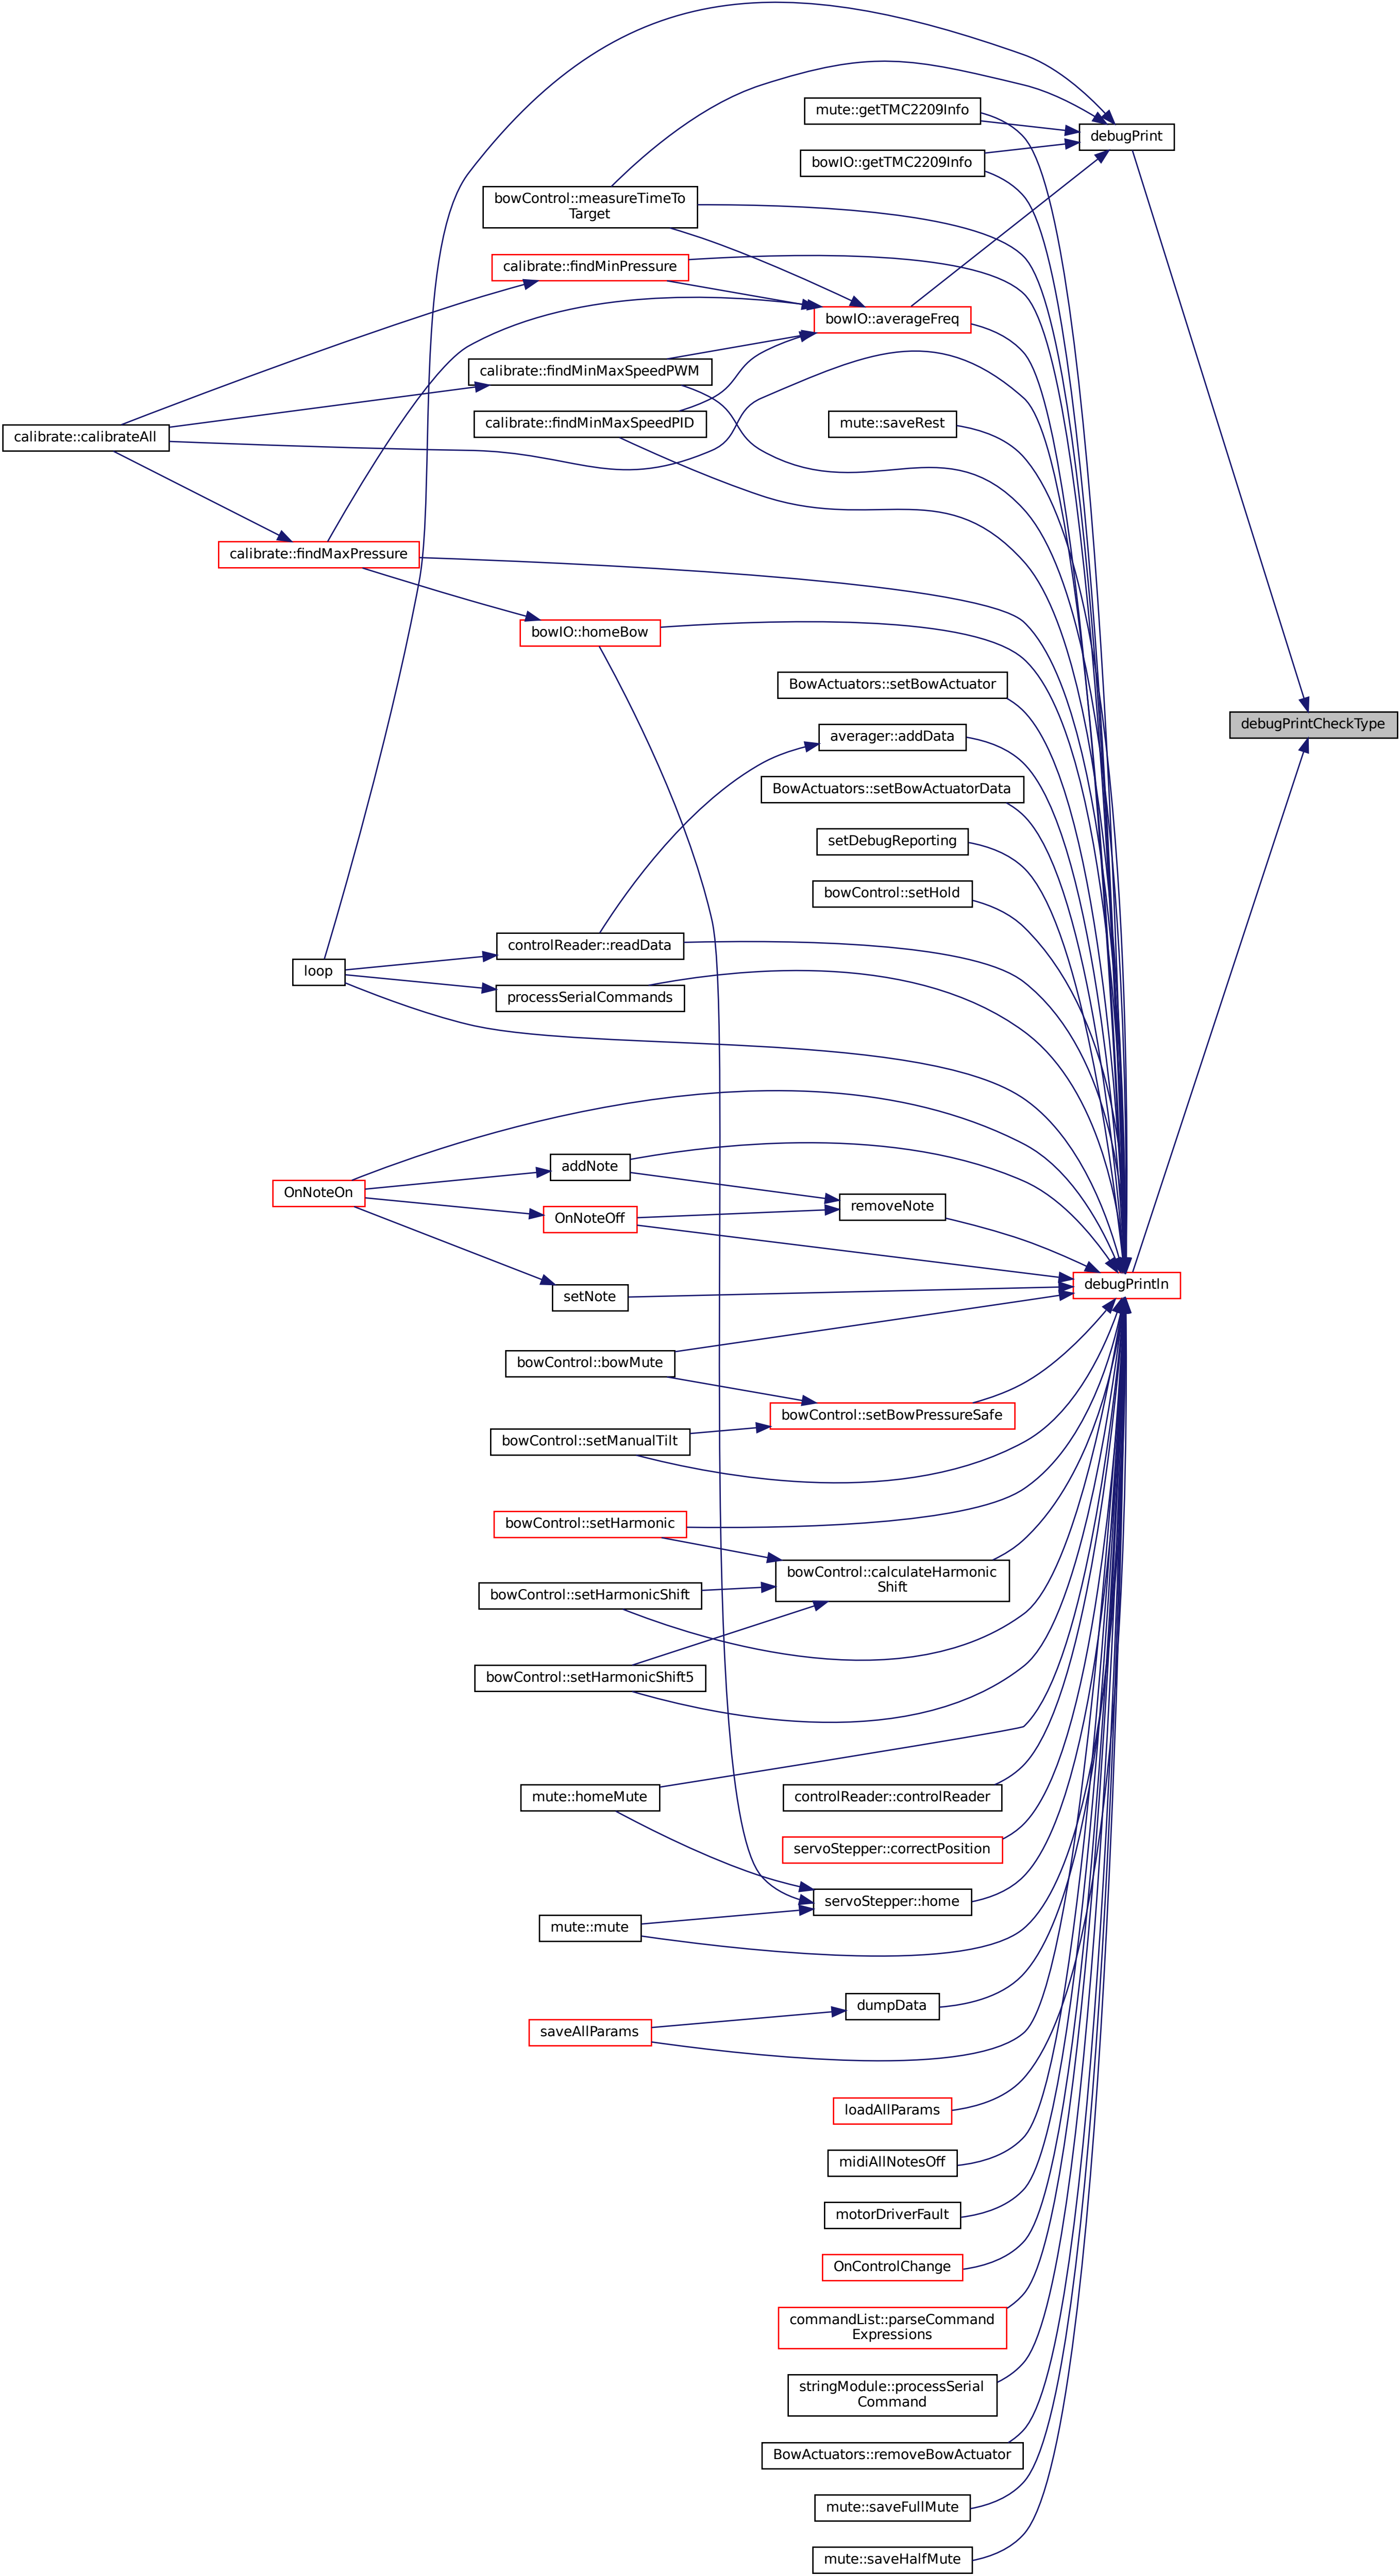 mute::getTMC2209Info
debugPrint
bowIO::getTMC2209Info
bowControl::measureTimeTo
Target
calibrate::findMinPressure
bowIO::averageFreq
calibrate::findMinMaxSpeedPWM
calibrate::findMinMaxSpeedPID
mute::saveRest
calibrate::calibrateAll
calibrate::findMaxPressure
bowIO::homeBow
BowActuators::setBowActuator
debugPrintCheckType
averager::addData
BowActuators::setBowActuatorData
setDebugReporting
bowControl::setHold
controlReader::readData
loop
processSerialCommands
addNote
OnNoteOn
removeNote
OnNoteOff
debugPrintln
setNote
bowControl::bowMute
bowControl::setBowPressureSafe
bowControl::setManualTilt
bowControl::setHarmonic
bowControl::calculateHarmonic
Shift
bowControl::setHarmonicShift
bowControl::setHarmonicShift5
mute::homeMute
controlReader::controlReader
servoStepper::correctPosition
servoStepper::home
mute::mute
dumpData
saveAllParams
loadAllParams
midiAllNotesOff
motorDriverFault
OnControlChange
commandList::parseCommand
Expressions
stringModule::processSerial
Command
BowActuators::removeBowActuator
mute::saveFullMute
mute::saveHalfMute